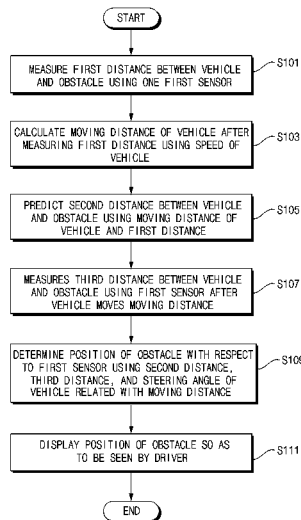 START
S101
MEASURE FIRST DISTANCE BETWEEN VEHICLE
AND OBSTACLE USING ONE FIRST SENSOR
S103
CALCULATE MOVING DISTANCE OF VEHICLE AFTER
MEASURING FIRST DISTANCE USING SPEED OF
VEHICLE
S105
PREDICT SECOND DISTANCE BETWEEN VEHICLE
AND OBSTACLE USING MOVING DISTANCE OF
VEHICLE AND FIRST DISTANCE
S107
MEASURES THIRD DISTANCE BETWEEN VEHICLE
AND OBSTACLE USING FIRST SENSOR AFTER
VEHICLE MOVES MOVING DISTANCE
S109
DETERMINE POSITION OF OBSTACLE WITH RESPECT
TO FIRST SENSOR USING SECOND DISTANCE,
THIRD DISTANCE, AND STEERING ANGLE OF
VEHICLE RELATED WITH MOVING DISTANCE
S111
DISPLAY POSITION OF OBSTACLE SO AS
TO BE SEEN BY DRIVER
END